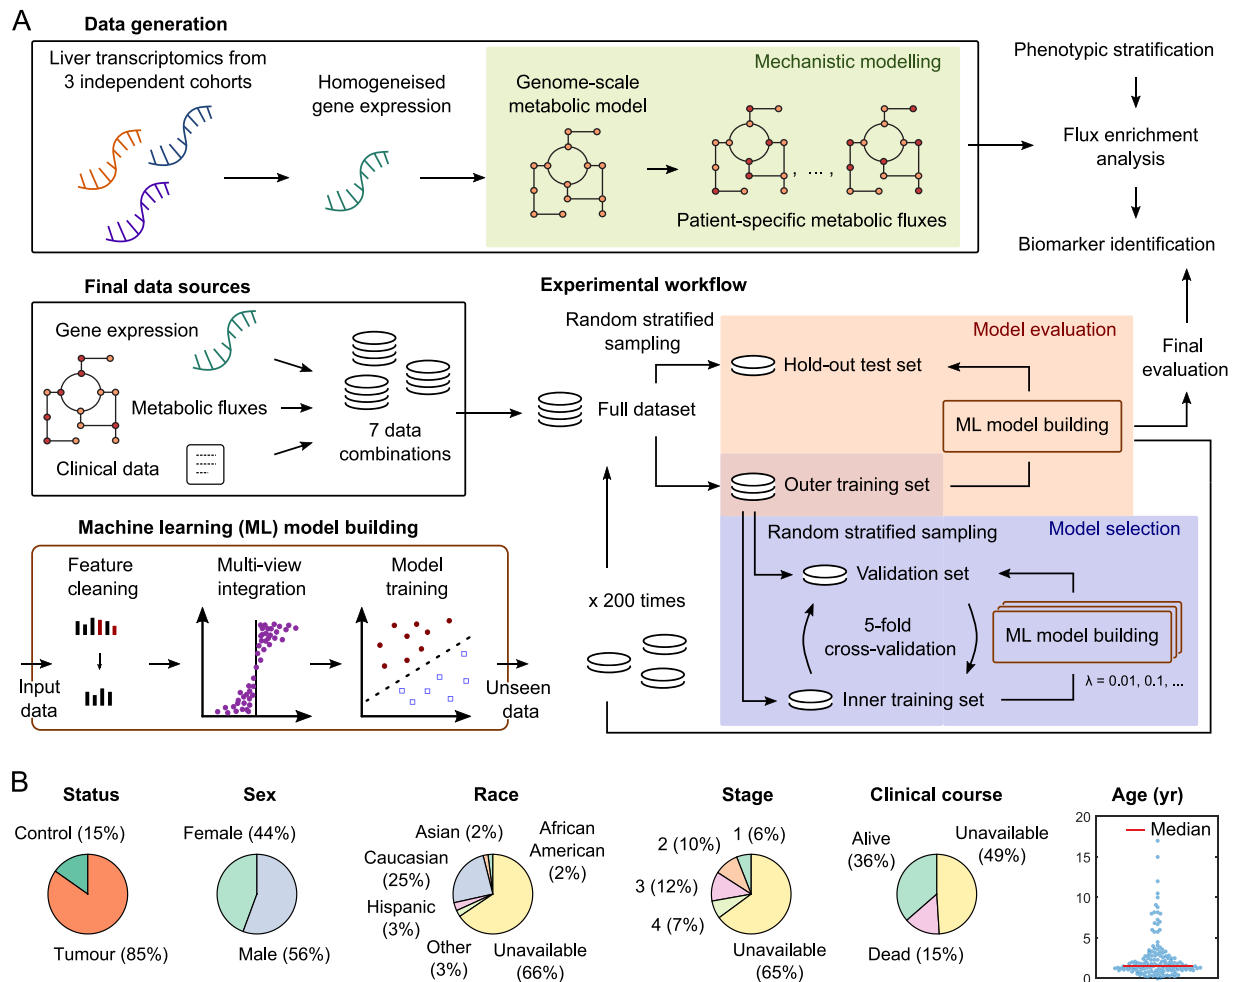 A
Data generation
Liver transcriptomics from
3 independent cohorts
Homogeneised
gene expression
Genome-scale
metabolic model
Mechanistic modelling
, ... ,
Patient-specific metabolic fluxes
Phenotypic stratification
Flux enrichment
analysis
Biomarker identification
Final data sources
Gene expression
Metabolic fluxes
Clinical data
7 data
combinations
Experimental workflow
Random stratified
sampling
Full dataset
Model evaluation
Hold-out test set
ML model building
Outer training set
Final
evaluation
Model selection
Random stratified sampling
Validation set
5-fold
cross-validation
ML model building
λ = 0.01, 0.1, ...
Inner training set
x 200 times
Machine learning (ML) model building
Feature
cleaning
Multi-view
integration
Model
training
Input
data
Unseen
data
B
Status
Control (15%)
Tumour (85%)
Sex
Female (44%)
Male (56%)
Race
Asian (2%)
African
American
(2%)
Caucasian
(25%)
Hispanic
(3%)
Other
(3%)
Unavailable
(66%)
Stage
1 (6%)
2 (10%)
3 (12%)
4 (7%)
Unavailable
(65%)
Clinical course
Alive
(36%)
Unavailable
(49%)
Dead (15%)
Age (yr)
20
Median
15
10
5
0